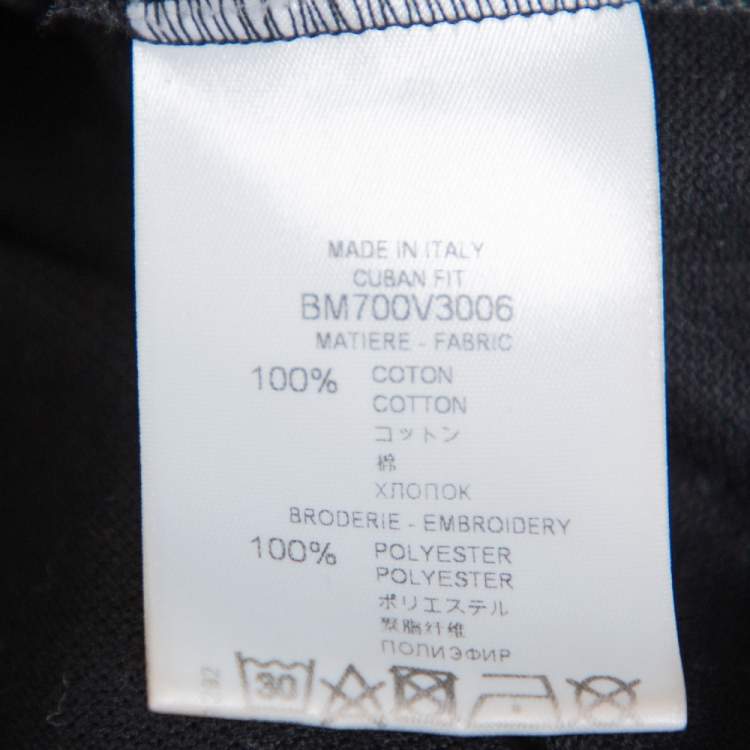 MADE IN ITALY
CUBAN FIT
BM700V3006
MATIERE - FABRIC
100% COTON
COTTON
コットン
棉
ХЛОПОК
BRODERIE - EMBROIDERY
100% POLYESTER
POLYESTER
ポリエステル
聚脂纤维
ПОЛИЭФИР
30